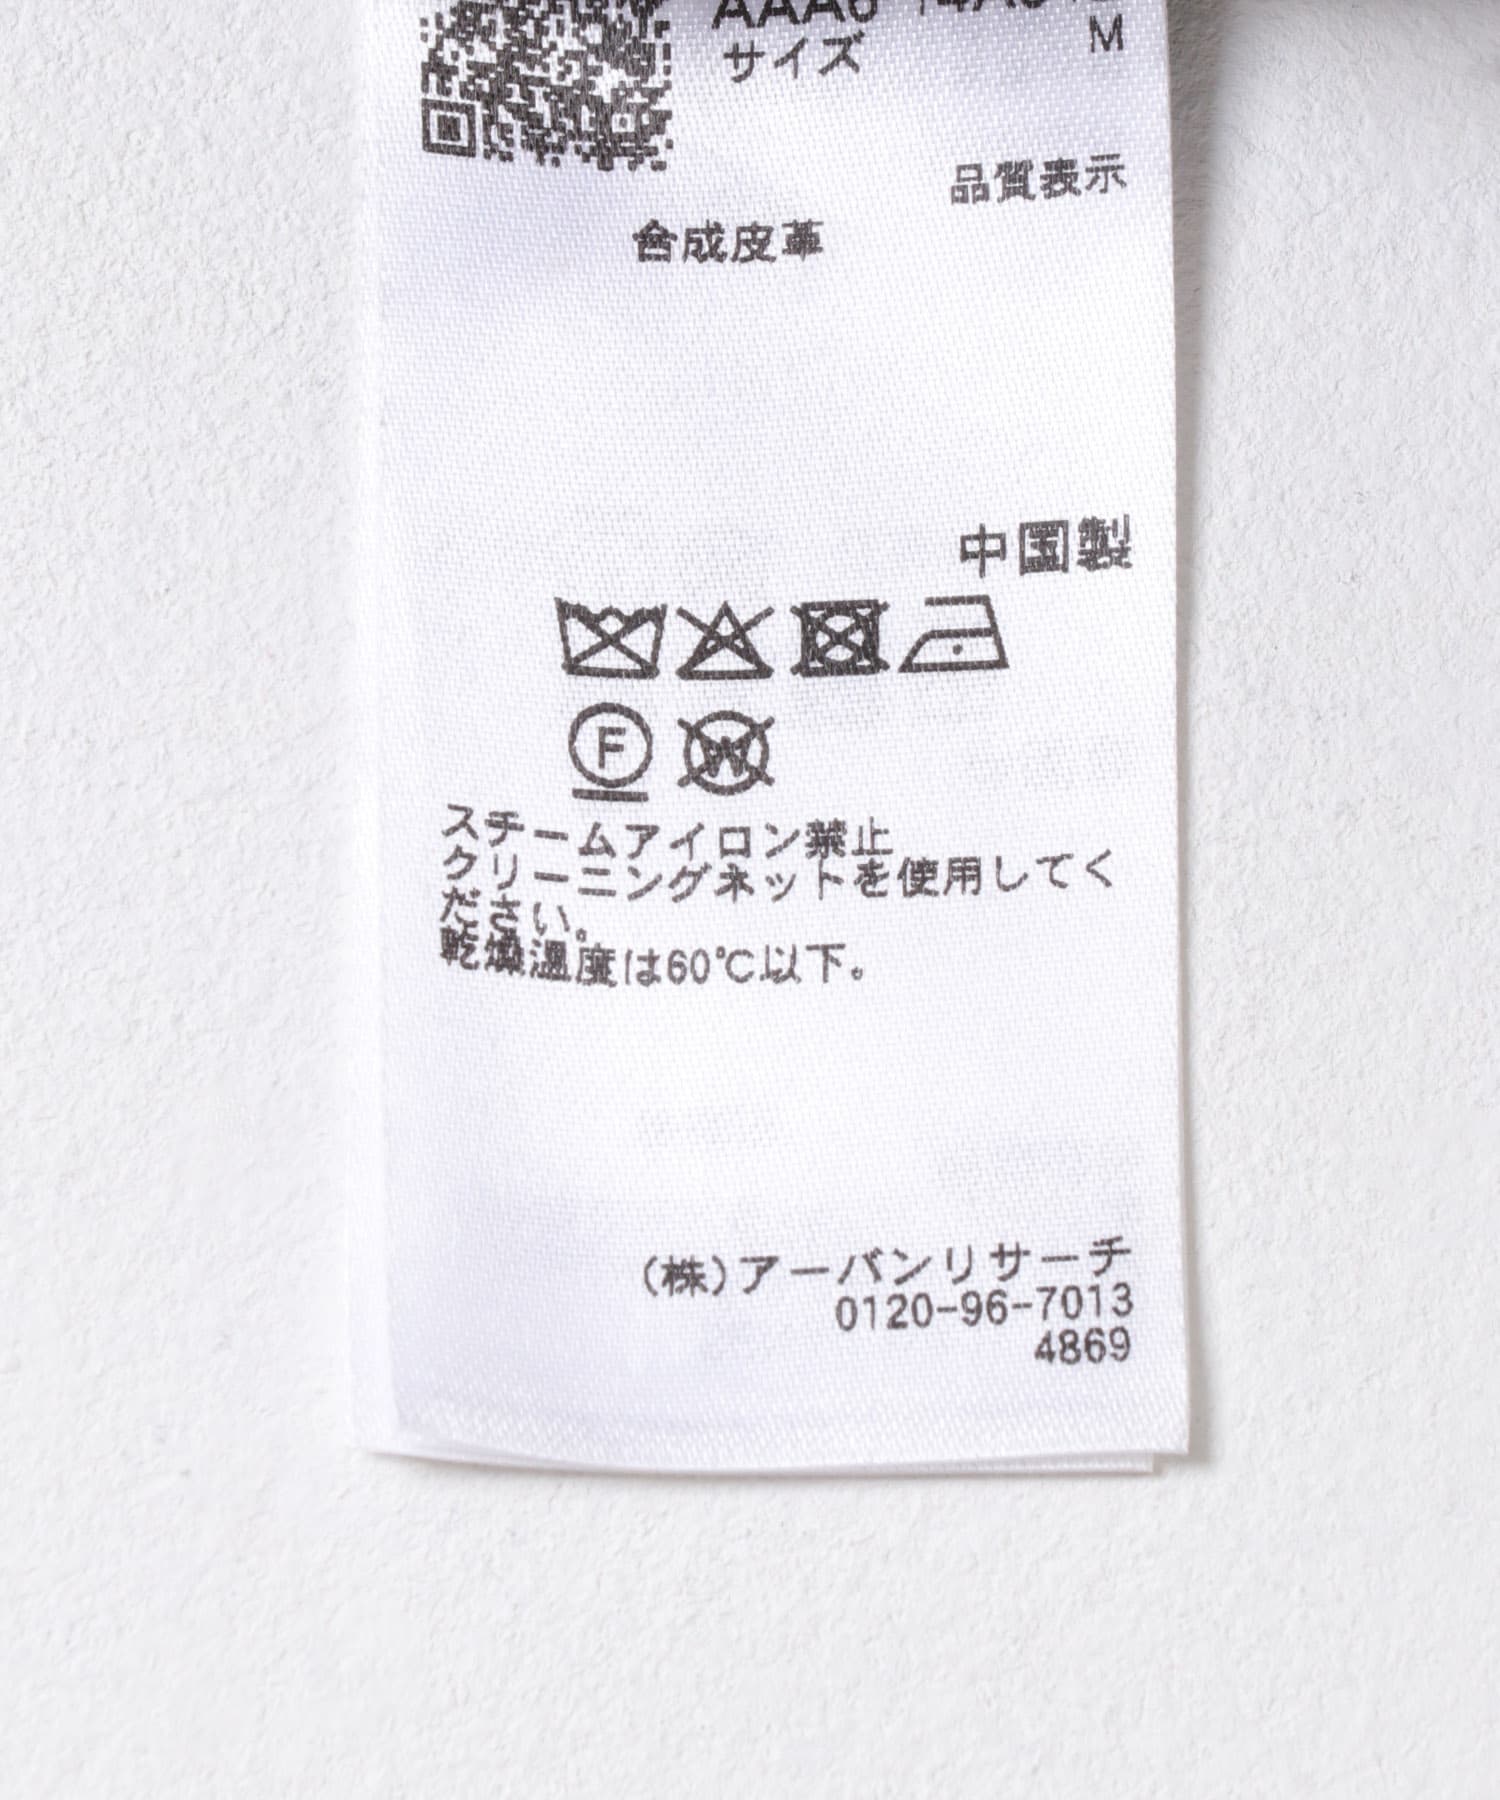 サイズ M
品質表示
合成皮革
中国製
F W
スチームアイロン禁止
クリーニングネットを使用してく
ださい。
乾燥温度は60℃以下。
(株)アーバンリサーチ
0120-96-7013
4869